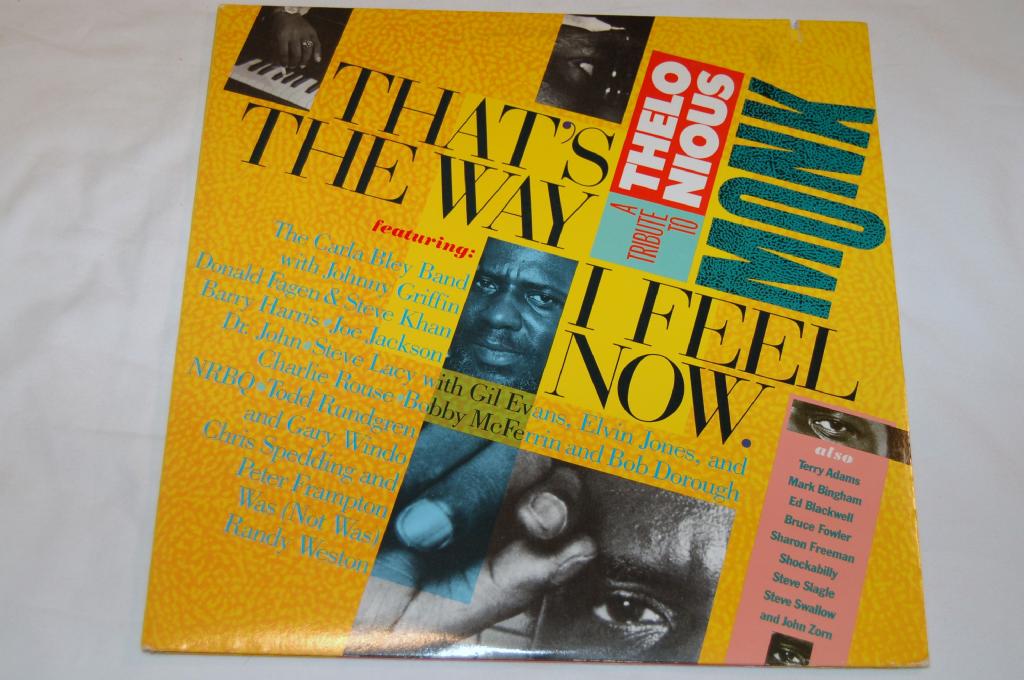 THAT'S
THE WAY
I FEEL
NOW.
A
TRIBUTE
TO
THELO
NIOUS
MONK
featuring:
The Carla Bley Band
with Johnny Griffin
Donald Fagen & Steve Khan
Barry Harris • Joe Jackson
Dr. John • Steve Lacy with Gil Evans, Elvin Jones, and
Charlie Rouse • Bobby McFerrin and Bob Dorough
NRBQ • Todd Rundgren
and Gary Windo
Chris Spedding and
Peter Frampton
Was (Not Was)
Randy Weston
also
Terry Adams
Mark Bingham
Ed Blackwell
Bruce Fowler
Sharon Freeman
Shockabilly
Steve Slagle
Steve Swallow
and John Zorn